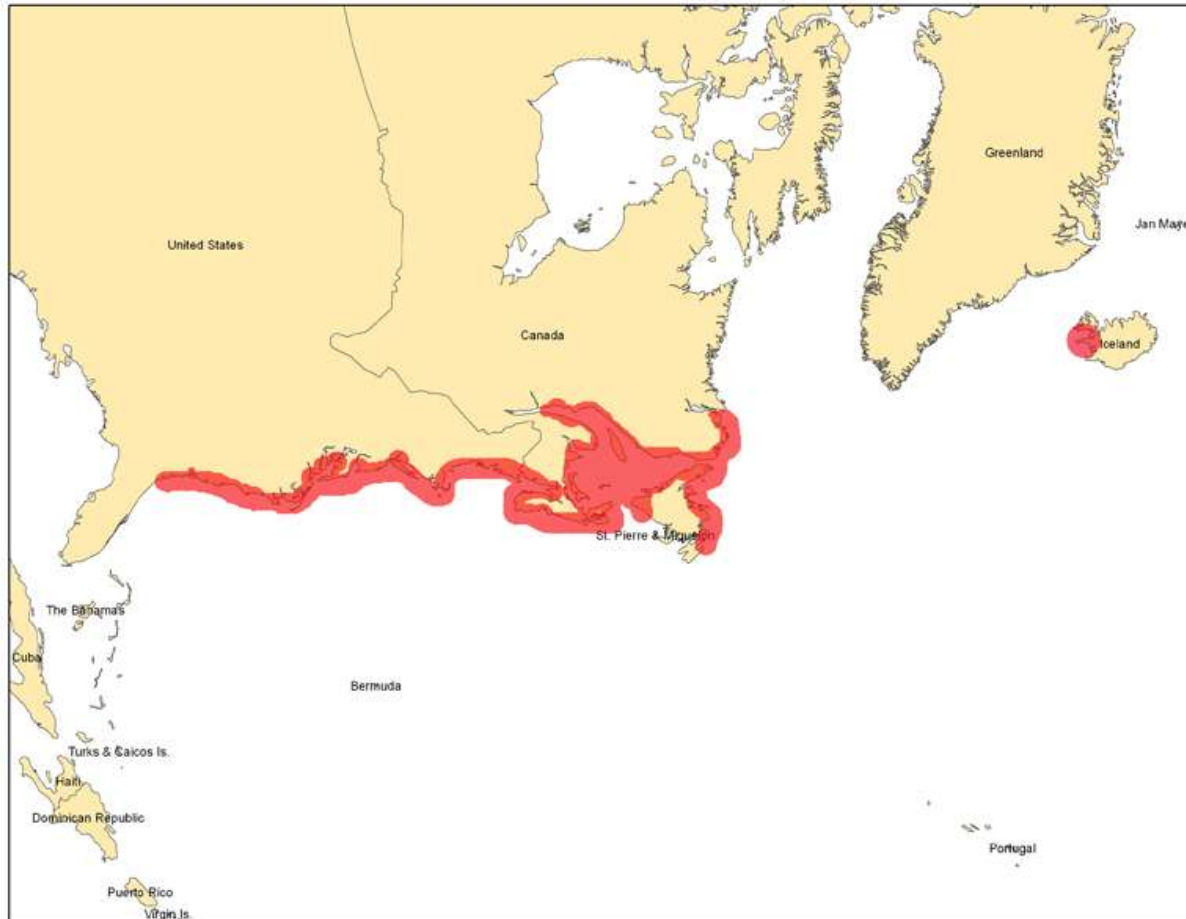 Greenland
Jan Maye
United States
Canada
Iceland
St. Pierre & Miquelon
The Bahamas
Cuba
Bermuda
Turks & Caicos Is.
Haiti
Dominican Republic
Portugal
Puerto Rico
Virgin Is.